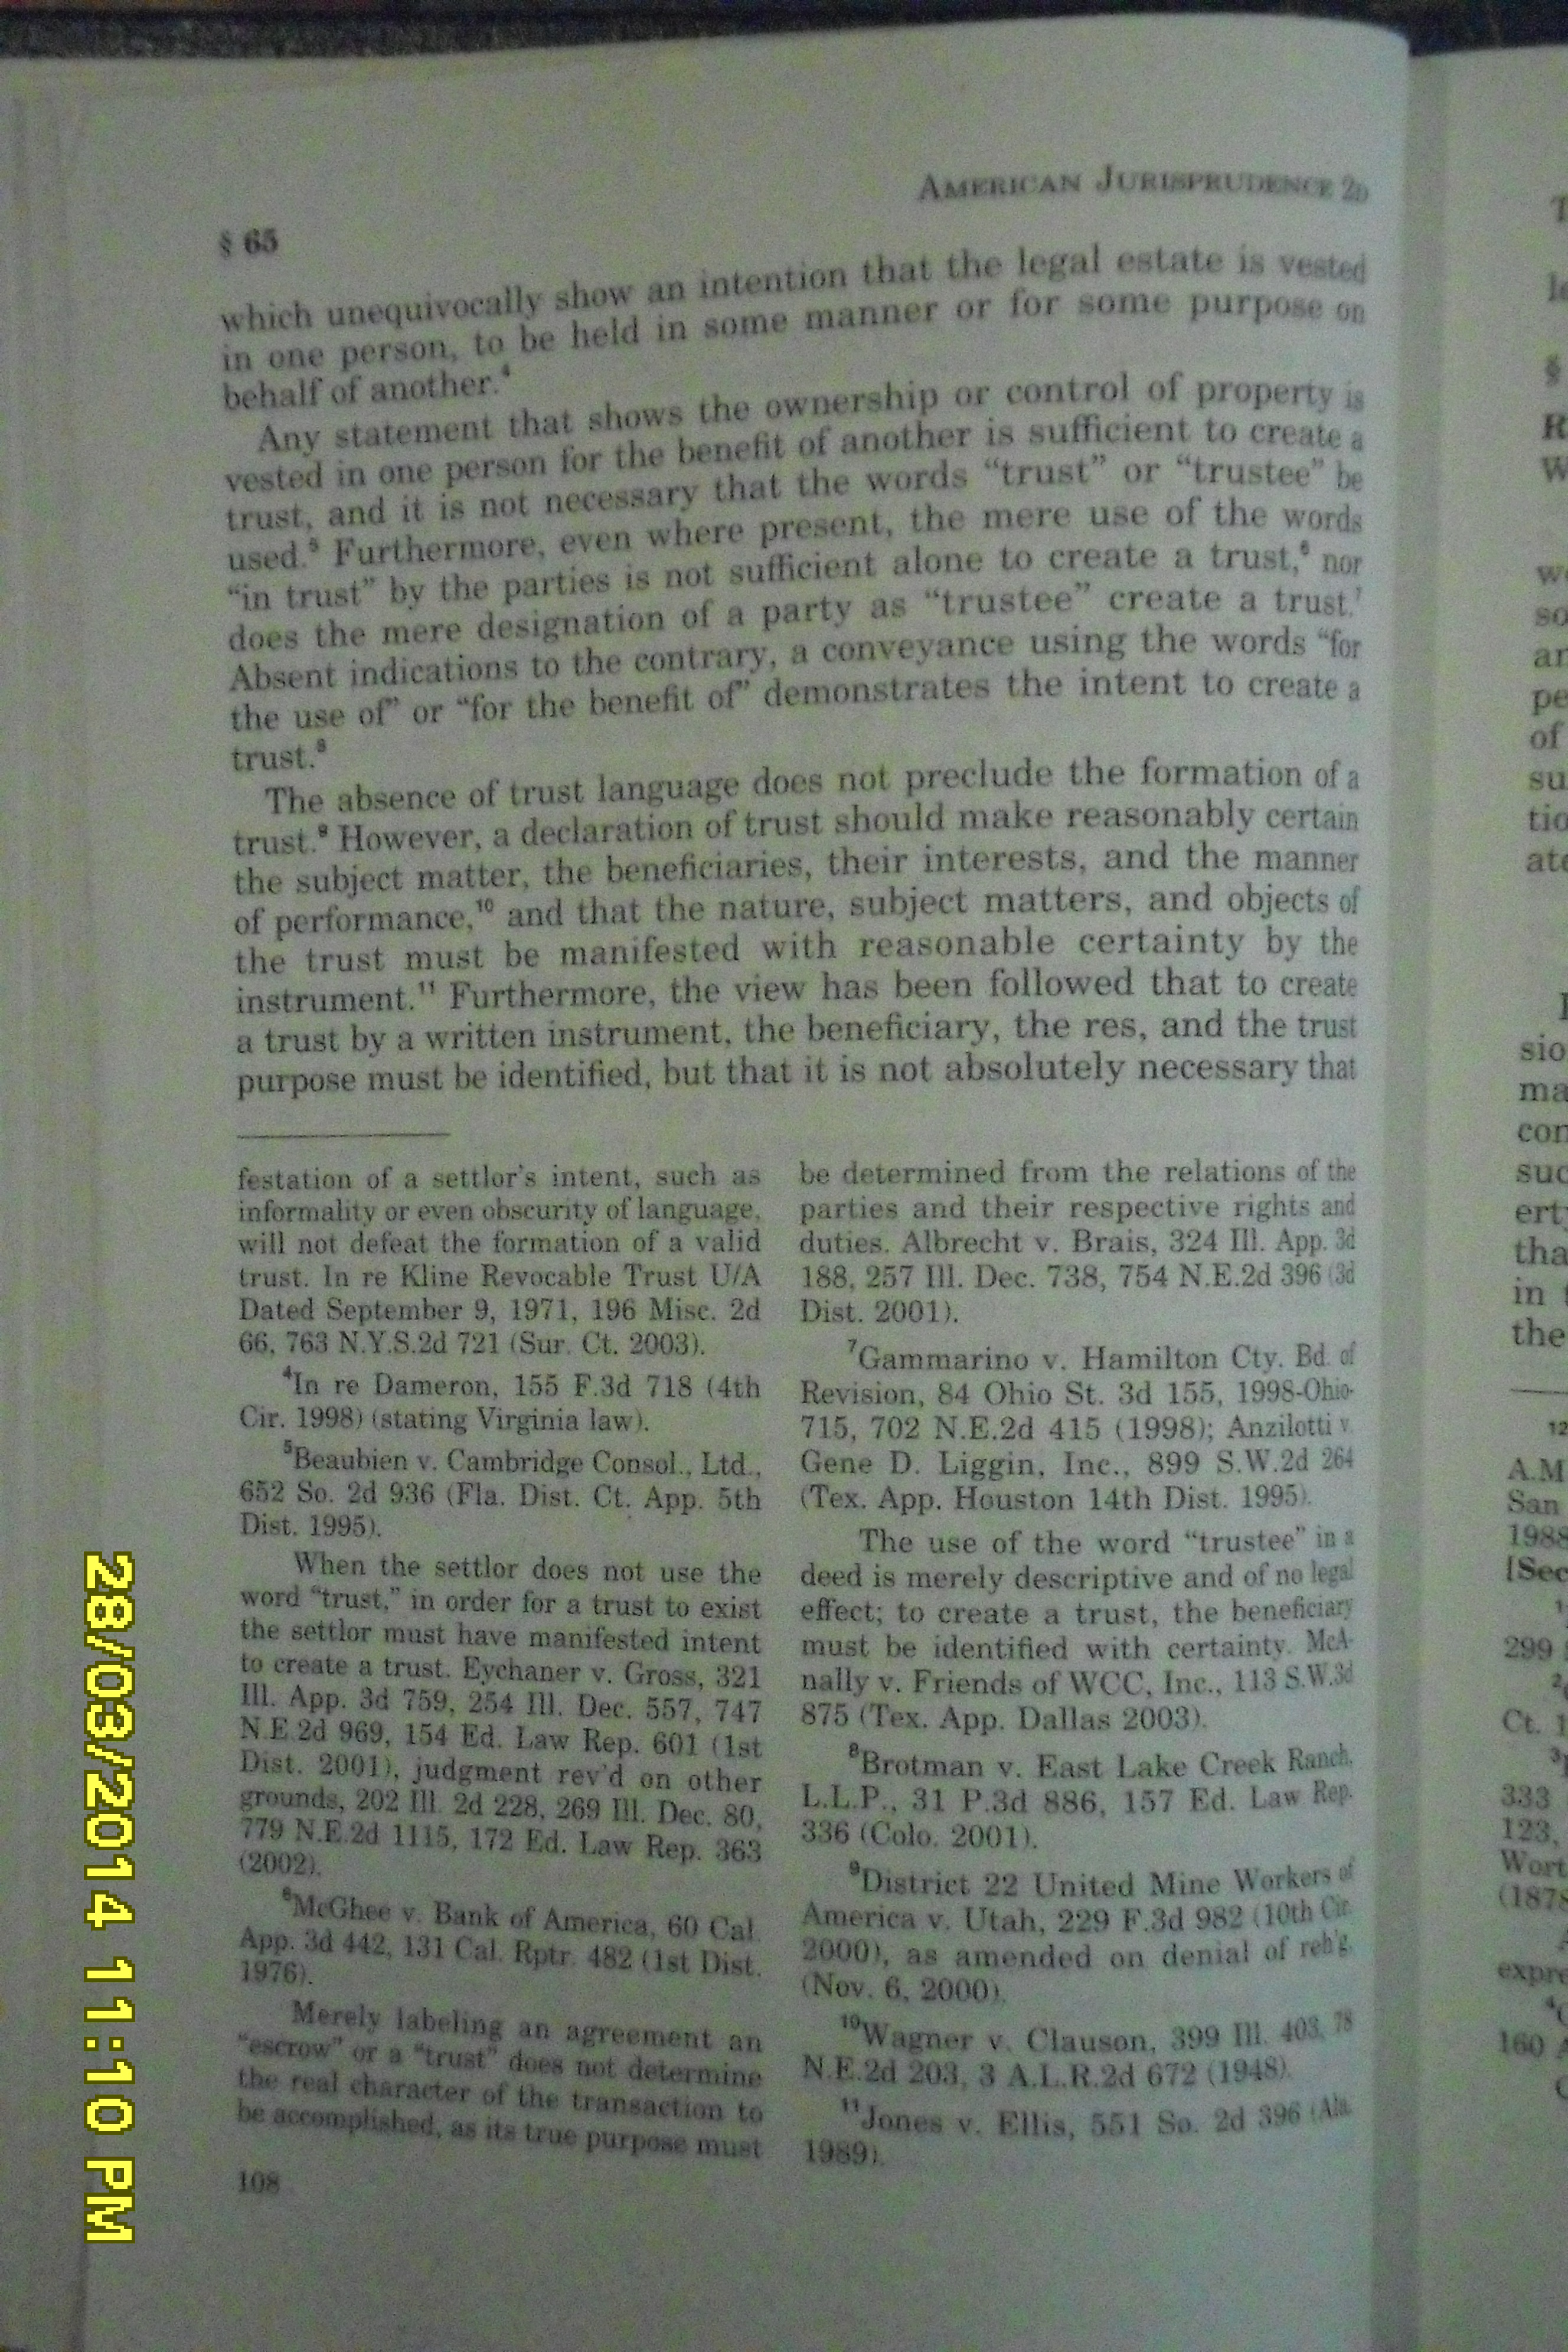 AMERICAN JURISPRUDENCE 2D
§ 65
which unequivocally show an intention that the legal estate is vested
in one person, to be held in some manner or for some purpose on
behalf of another.4
Any statement that shows the ownership or control of property is
vested in one person for the benefit of another is sufficient to create a
trust, and it is not necessary that the words “trust” or “trustee” be
used.5 Furthermore, even where present, the mere use of the words
“in trust” by the parties is not sufficient alone to create a trust,6 nor
does the mere designation of a party as “trustee” create a trust.7
Absent indications to the contrary, a conveyance using the words “for
the use of” or “for the benefit of” demonstrates the intent to create a
trust.8
The absence of trust language does not preclude the formation of a
trust.9 However, a declaration of trust should make reasonably certain
the subject matter, the beneficiaries, their interests, and the manner
of performance,10 and that the nature, subject matters, and objects of
the trust must be manifested with reasonable certainty by the
instrument.11 Furthermore, the view has been followed that to create
a trust by a written instrument, the beneficiary, the res, and the trust
purpose must be identified, but that it is not absolutely necessary that
festation of a settlor's intent, such as
informality or even obscurity of language,
will not defeat the formation of a valid
trust. In re Kline Revocable Trust U/A
Dated September 9, 1971, 196 Misc. 2d
66, 763 N.Y.S.2d 721 (Sur. Ct. 2003).
4In re Dameron, 155 F.3d 718 (4th
Cir. 1998) (stating Virginia law).
5Beaubien v. Cambridge Consol., Ltd.,
652 So. 2d 936 (Fla. Dist. Ct. App. 5th
Dist. 1995).
When the settlor does not use the
word “trust,” in order for a trust to exist
the settlor must have manifested intent
to create a trust. Eychaner v. Gross, 321
Ill. App. 3d 759, 254 Ill. Dec. 557, 747
N.E.2d 969, 154 Ed. Law Rep. 601 (1st
Dist. 2001), judgment rev'd on other
grounds, 202 Ill. 2d 228, 269 Ill. Dec. 80,
779 N.E.2d 1115, 172 Ed. Law Rep. 363
(2002).
6McGhee v. Bank of America, 60 Cal.
App. 3d 442, 131 Cal. Rptr. 482 (1st Dist.
1976).
Merely labeling an agreement an
“escrow” or a “trust” does not determine
the real character of the transaction to
be accomplished, as its true purpose must
108
be determined from the relations of the
parties and their respective rights and
duties. Albrecht v. Brais, 324 Ill. App. 3d
188, 257 Ill. Dec. 738, 754 N.E.2d 396 (3d
Dist. 2001).
7Gammarino v. Hamilton Cty. Bd. of
Revision, 84 Ohio St. 3d 155, 1998-Ohio-
715, 702 N.E.2d 415 (1998); Anzilotti v.
Gene D. Liggin, Inc., 899 S.W.2d 264
(Tex. App. Houston 14th Dist. 1995).
The use of the word “trustee” in a
deed is merely descriptive and of no legal
effect; to create a trust, the beneficiary
must be identified with certainty. McA-
nally v. Friends of WCC, Inc., 113 S.W.3d
875 (Tex. App. Dallas 2003).
8Brotman v. East Lake Creek Ranch,
L.L.P., 31 P.3d 886, 157 Ed. Law Rep.
336 (Colo. 2001).
9District 22 United Mine Workers of
America v. Utah, 229 F.3d 982 (10th Cir.
2000), as amended on denial of reh'g,
(Nov. 6, 2000).
10Wagner v. Clauson, 399 Ill. 403, 78
N.E.2d 203, 3 A.L.R.2d 672 (1948).
11Jones v. Ellis, 551 So. 2d 396 (Ala.
1989).
28/03/2014 11:10 PM